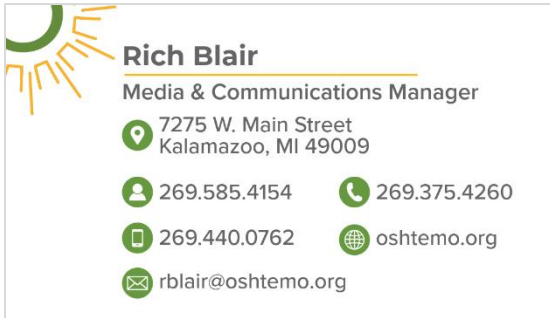 Rich Blair
Media & Communications Manager
7275 W. Main Street
Kalamazoo, MI 49009
269.585.4154
269.375.4260
269.440.0762
oshtemo.org
rblair@oshtemo.org